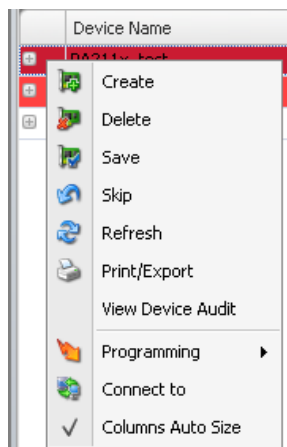 Device Name
Create
Delete
Save
Skip
Refresh
Print/Export
View Device Audit
Programming
Connect to
Columns Auto Size